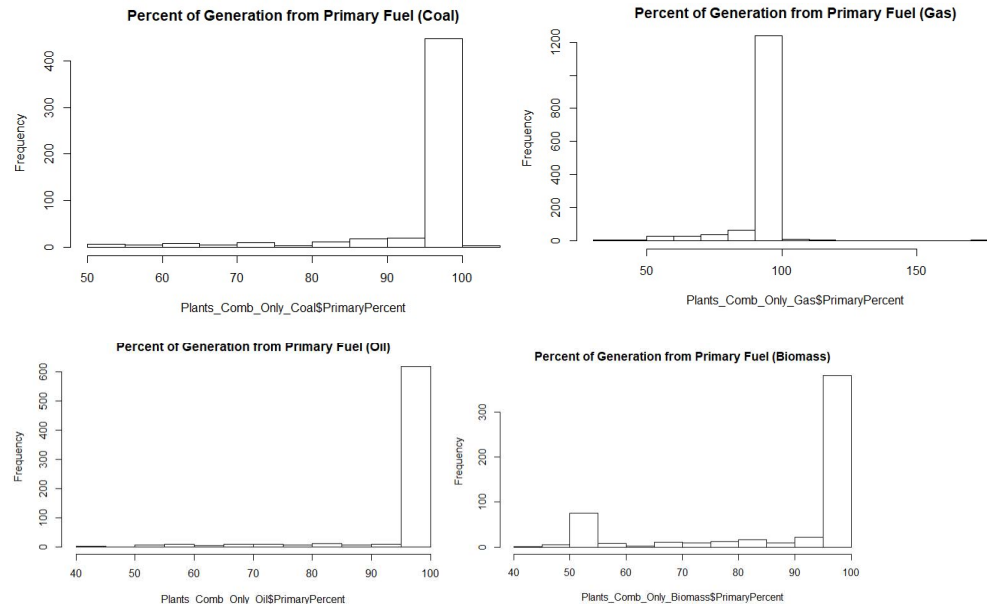 Percent of Generation from Primary Fuel (Coal)
Frequency
400
300
200
100
0
50 60 70 80 90 100
Plants_Comb_Only_Coal$PrimaryPercent
Percent of Generation from Primary Fuel (Gas)
Frequency
1200
800
600
400
200
0
50 100 150
Plants_Comb_Only_Gas$PrimaryPercent
Percent of Generation from Primary Fuel (Oil)
Frequency
600
500
400
300
200
100
0
40 50 60 70 80 90 100
Plants_Comb_Only_Oil$PrimaryPercent
Percent of Generation from Primary Fuel (Biomass)
Frequency
300
200
100
0
40 50 60 70 80 90 100
Plants_Comb_Only_Biomass$PrimaryPercent